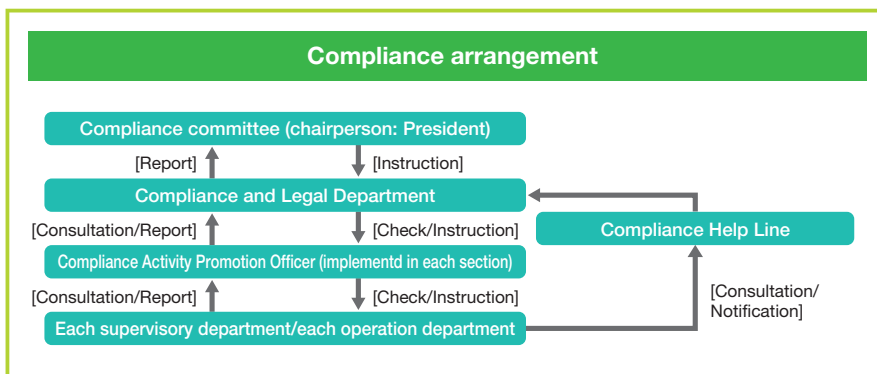 Compliance arrangement
Compliance committee (chairperson: President)
[Report]
[Instruction]
Compliance and Legal Department
[Consultation/Report]
[Check/Instruction]
Compliance Help Line
Compliance Activity Promotion Officer (implementd in each section)
[Consultation/Report]
[Check/Instruction]
[Consultation/
Notification]
Each supervisory department/each operation department